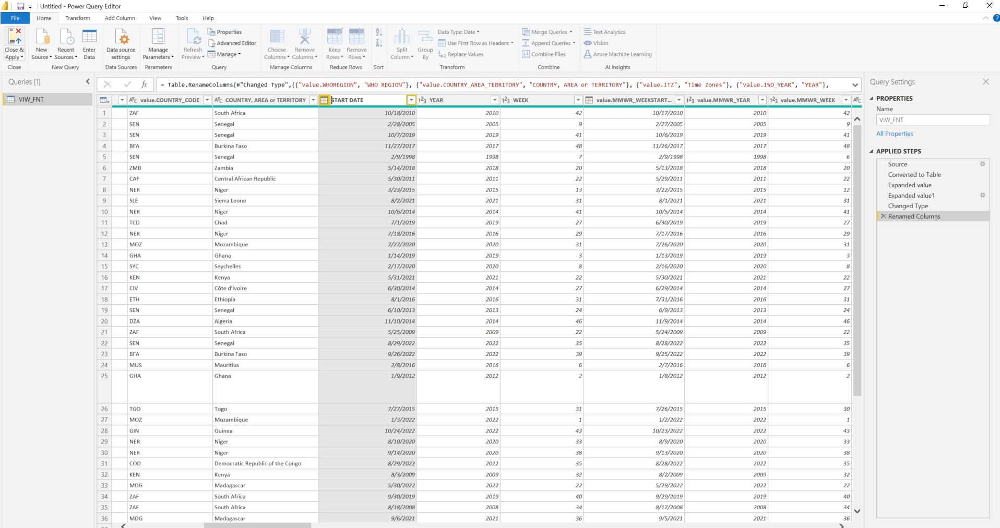 Untitled - Power Query Editor
File Home Transform Add Column View Tools Help
Close & Apply
New Source
Recent Sources
Enter Data
Data source settings
Manage Parameters
Refresh Preview
Properties
Advanced Editor
Manage
Choose Columns
Remove Columns
Keep Rows
Remove Rows
Split Column
Group By
Data Type: Date
Use First Row as Headers
Replace Values
Merge Queries
Append Queries
Combine Files
Text Analytics
Vision
Azure Machine Learning
Close New Query Data Sources Parameters Query Manage Columns Reduce Rows Sort Transform Combine AI Insights
Queries [1]
VIW_FNT
fx = Table.RenameColumns(#"Changed Type",{{"value.WHOREGION", "WHO REGION"}, {"value.COUNTRY_AREA_TERRITORY", "COUNTRY, AREA or TERRITORY"}, {"value.ITZ", "Time Zones"}, {"value.ISO_YEAR", "YEAR"},
ABC value.COUNTRY_CODE ABC COUNTRY, AREA or TERRITORY START DATE 123 YEAR 123 WEEK value.MMWR_WEEKSTART... 123 value.MMWR_YEAR 123 value.MMWR_WEEK ABC
1 ZAF South Africa 10/18/2010 2010 42 10/17/2010 2010 42
2 SEN Senegal 2/28/2005 2005 9 2/27/2005 2005 9
3 SEN Senegal 10/7/2019 2019 41 10/6/2019 2019 41
4 BFA Burkina Faso 11/27/2017 2017 48 11/26/2017 2017 48
5 SEN Senegal 2/9/1998 1998 7 2/9/1998 1998 6
6 ZMB Zambia 5/14/2018 2018 20 5/13/2018 2018 20
7 CAF Central African Republic 5/30/2011 2011 22 5/29/2011 2011 22
8 NER Niger 3/23/2015 2015 13 3/22/2015 2015 12
9 SLE Sierra Leone 8/2/2021 2021 31 8/1/2021 2021 31
10 NER Niger 10/6/2014 2014 41 10/5/2014 2014 41
11 TCD Chad 7/1/2019 2019 27 6/30/2019 2019 27
12 NER Niger 7/18/2016 2016 29 7/17/2016 2016 29
13 MOZ Mozambique 7/27/2020 2020 31 7/26/2020 2020 31
14 GHA Ghana 1/14/2019 2019 3 1/13/2019 2019 3
15 SYC Seychelles 2/17/2020 2020 8 2/16/2020 2020 8
16 KEN Kenya 5/31/2021 2021 22 5/30/2021 2021 22
17 CIV Côte d'Ivoire 6/30/2014 2014 27 6/29/2014 2014 27
18 ETH Ethiopia 8/1/2016 2016 31 7/31/2016 2016 31
19 SEN Senegal 6/10/2013 2013 24 6/9/2013 2013 24
20 DZA Algeria 11/10/2014 2014 46 11/9/2014 2014 46
21 ZAF South Africa 5/25/2009 2009 22 5/24/2009 2009 22
22 SEN Senegal 8/29/2022 2022 35 8/28/2022 2022 35
23 BFA Burkina Faso 9/26/2022 2022 39 9/25/2022 2022 39
24 MUS Mauritius 2/8/2016 2016 6 2/7/2016 2016 6
25 GHA Ghana 1/9/2012 2012 2 1/8/2012 2012 2
26 TGO Togo 7/27/2015 2015 31 7/26/2015 2015 30
27 MOZ Mozambique 1/3/2022 2022 1 1/2/2022 2022 1
28 GIN Guinea 10/24/2022 2022 43 10/23/2022 2022 43
29 NER Niger 8/10/2020 2020 33 8/9/2020 2020 33
30 NER Niger 9/14/2020 2020 38 9/13/2020 2020 38
31 COD Democratic Republic of the Congo 8/29/2022 2022 35 8/28/2022 2022 35
32 KEN Kenya 8/3/2009 2009 32 8/2/2009 2009 32
33 MDG Madagascar 5/30/2022 2022 22 5/29/2022 2022 22
34 ZAF South Africa 9/30/2019 2019 40 9/29/2019 2019 40
35 ZAF South Africa 8/18/2008 2008 34 8/17/2008 2008 34
36 MDG Madagascar 9/6/2021 2021 36 9/5/2021 2021 36
Query Settings
PROPERTIES
Name
VIW_FNT
All Properties
APPLIED STEPS
Source
Converted to Table
Expanded value
Expanded value1
Changed Type
Renamed Columns